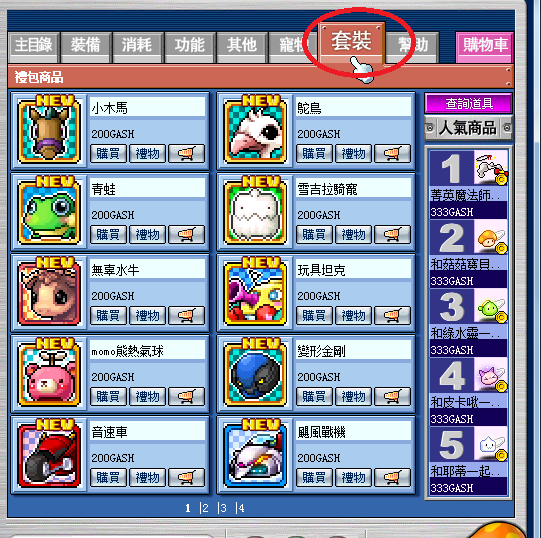 主目錄 裝備 消耗 功能 其他 寵物 套裝 幫助 購物車
禮包商品
NEW 小木馬
200GASH
購買 禮物
NEW 鴕鳥
200GASH
購買 禮物
NEW 青蛙
200GASH
購買 禮物
NEW 雪吉拉騎寵
200GASH
購買 禮物
NEW 無辜水牛
200GASH
購買 禮物
NEW 玩具坦克
200GASH
購買 禮物
NEW momo熊熱氣球
200GASH
購買 禮物
NEW 變形金剛
200GASH
購買 禮物
NEW 音速車
200GASH
購買 禮物
NEW 颶風戰機
200GASH
購買 禮物
1 |2 |3 |4
查詢道具
人氣商品
1
菁英魔法師..
333GASH
2
和菇菇寶貝..
333GASH
3
和綠水靈一..
333GASH
4
和皮卡啾一..
333GASH
5
和耶蒂一起..
333GASH